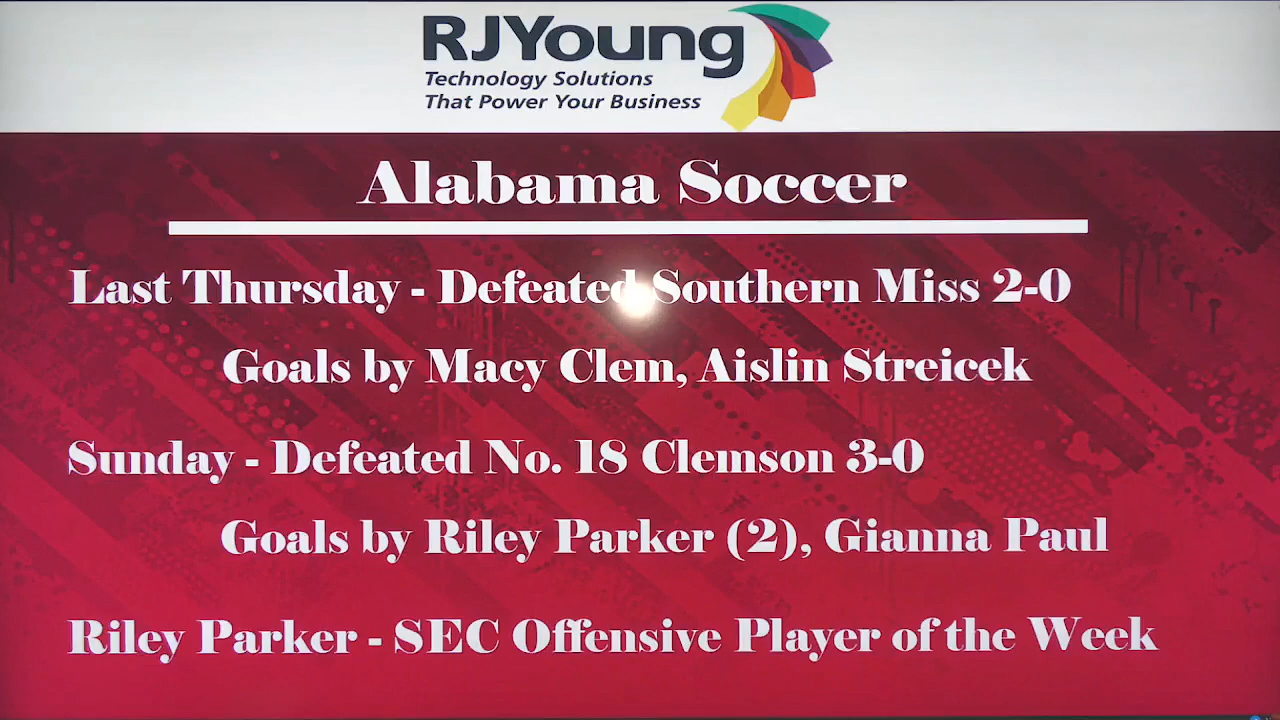 RJYoung
Technology Solutions
That Power Your Business
Alabama Soccer
Last Thursday - Defeated Southern Miss 2-0
Goals by Macy Clem, Aislin Streicek
Sunday - Defeated No. 18 Clemson 3-0
Goals by Riley Parker (2), Gianna Paul
Riley Parker - SEC Offensive Player of the Week